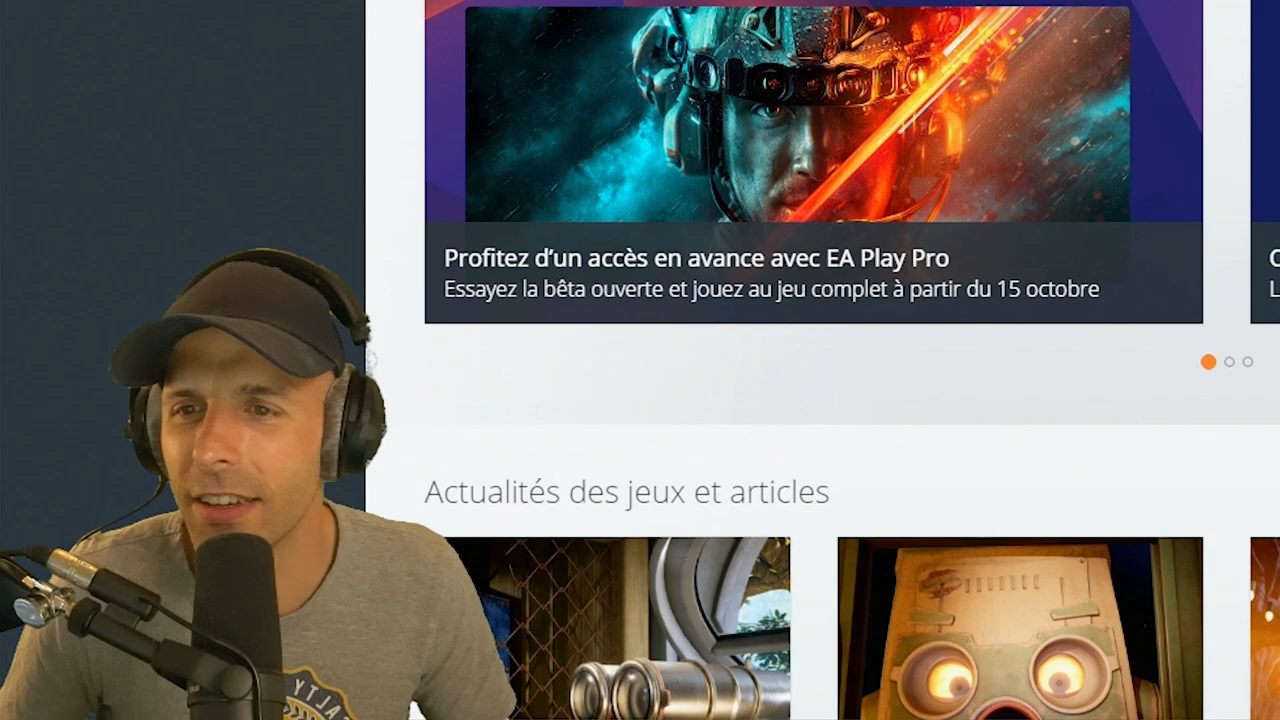 Profitez d’un accès en avance avec EA Play Pro
Essayez la bêta ouverte et jouez au jeu complet à partir du 15 octobre
Actualités des jeux et articles